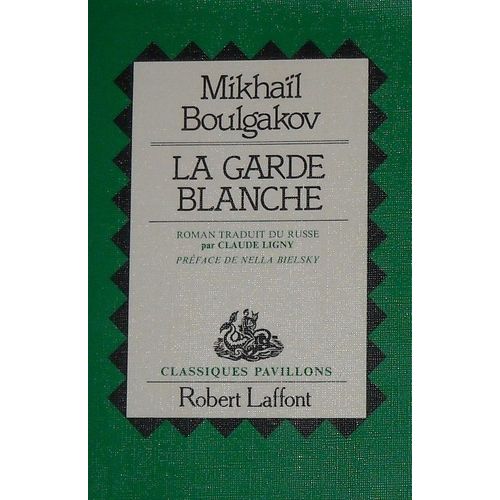 Mikhaïl
Boulgakov
LA GARDE
BLANCHE
ROMAN TRADUIT DU RUSSE
par CLAUDE LIGNY
PRÉFACE DE NELLA BIELSKY
CLASSIQUES PAVILLONS
Robert Laffont